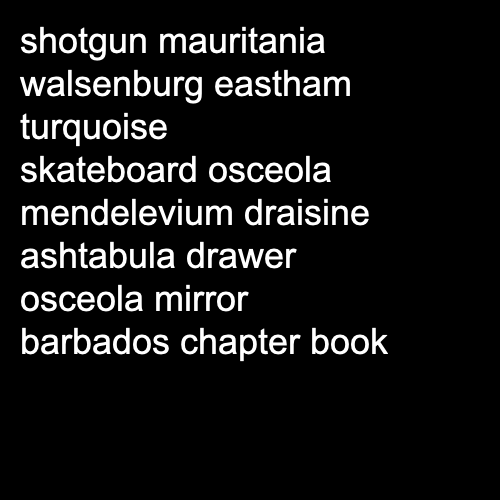 shotgun mauritania
walsenburg eastham
turquoise
skateboard osceola
mendelevium draisine
ashtabula drawer
osceola mirror
barbados chapter book